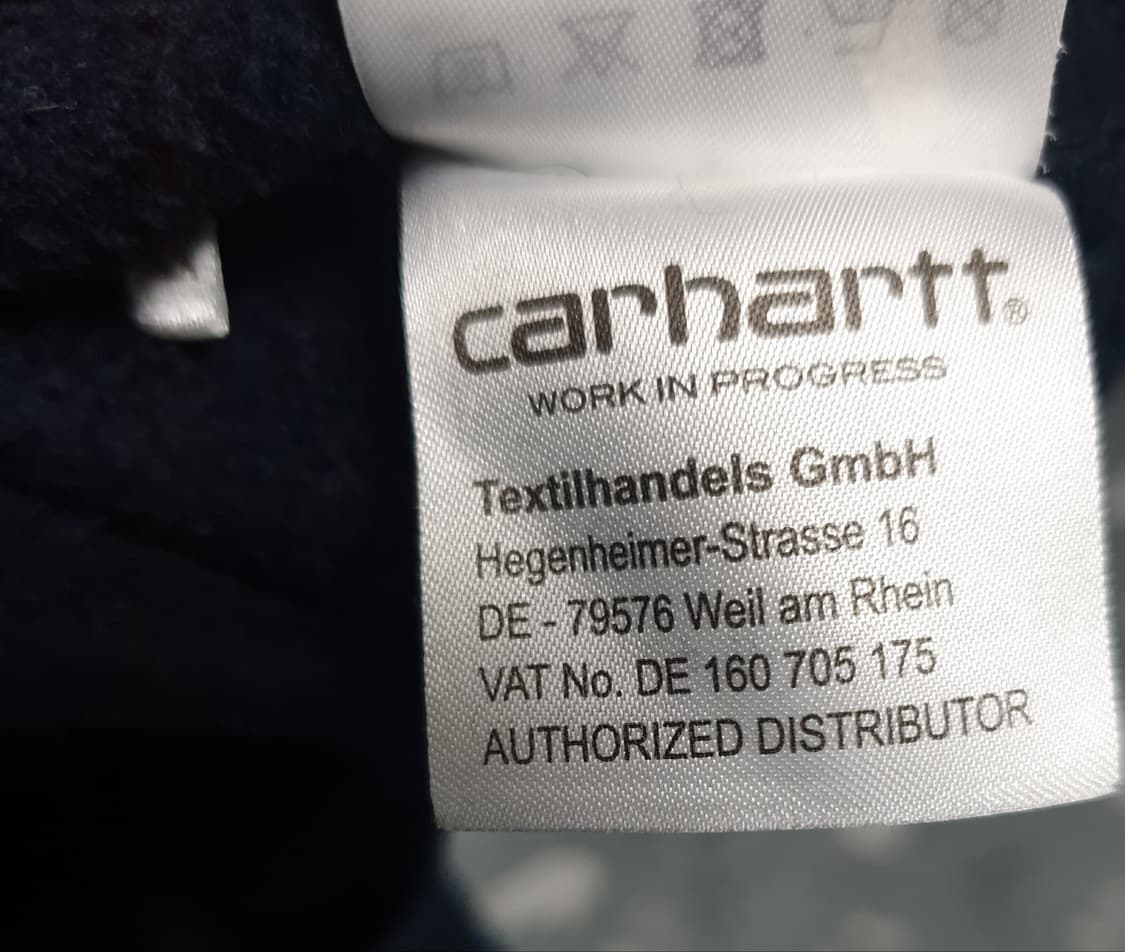 carhartt®
WORK IN PROGRESS
Textilhandels GmbH
Hegenheimer-Strasse 16
DE - 79576 Weil am Rhein
VAT No. DE 160 705 175
AUTHORIZED DISTRIBUTOR